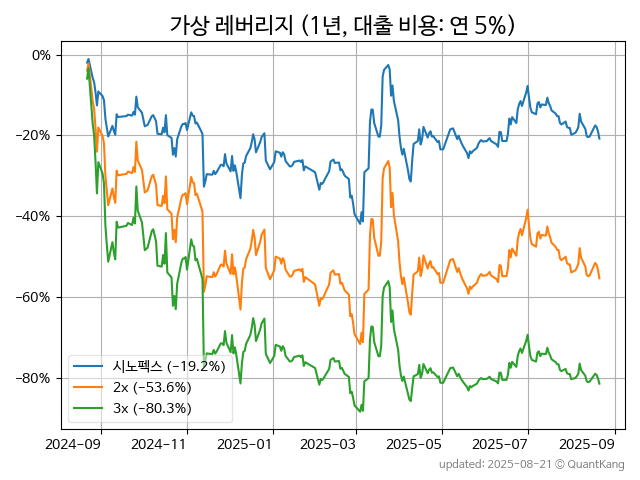 가상 레버리지 (1년, 대출 비용: 연 5%)
0%
−20%
−40%
−60%
−80%
시노펙스 (−19.2%)
2x (−53.6%)
3x (−80.3%)
2024-09
2024-11
2025-01
2025-03
2025-05
2025-07
2025-09
updated: 2025-08-21 © QuantKang